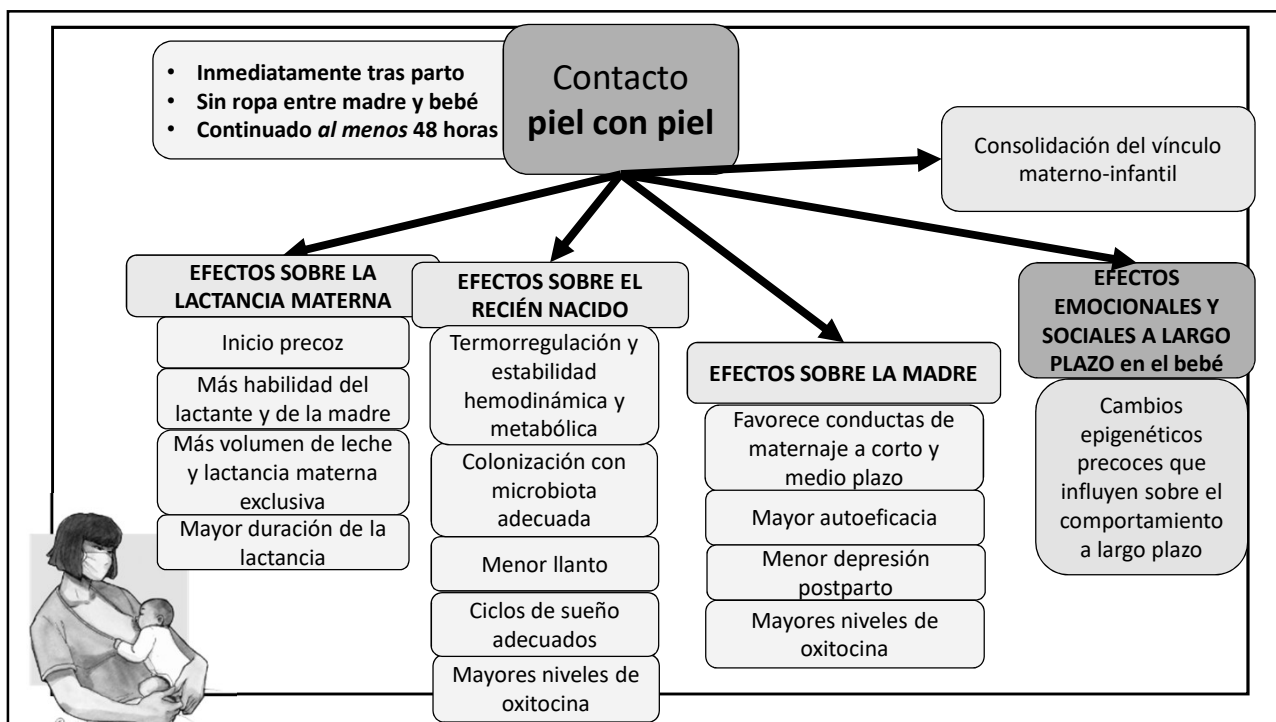 • Inmediatamente tras parto
• Sin ropa entre madre y bebé
• Continuado al menos 48 horas
Contacto
piel con piel
Consolidación del vínculo
materno-infantil
EFECTOS SOBRE LA
LACTANCIA MATERNA
Inicio precoz
Más habilidad del
lactante y de la madre
Más volumen de leche
y lactancia materna
exclusiva
Mayor duración de la
lactancia
EFECTOS SOBRE EL
RECIÉN NACIDO
Termorregulación y
estabilidad
hemodinámica y
metabólica
Colonización con
microbiota
adecuada
Menor llanto
Ciclos de sueño
adecuados
Mayores niveles de
oxitocina
EFECTOS SOBRE LA MADRE
Favorece conductas de
maternaje a corto y
medio plazo
Mayor autoeficacia
Menor depresión
postparto
Mayores niveles de
oxitocina
EFECTOS
EMOCIONALES Y
SOCIALES A LARGO
PLAZO en el bebé
Cambios
epigenéticos
precoces que
influyen sobre el
comportamiento
a largo plazo